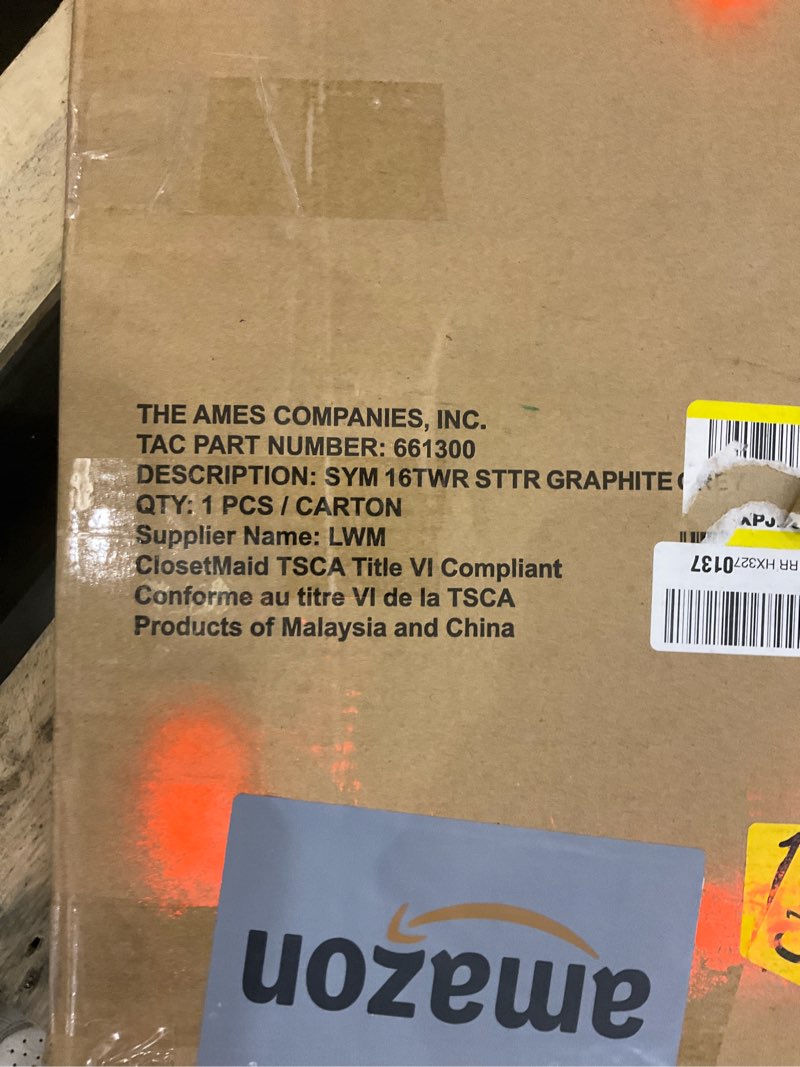 THE AMES COMPANIES, INC.
TAC PART NUMBER: 661300
DESCRIPTION: SYM 16TWR STTR GRAPHITE
QTY: 1 PCS / CARTON
Supplier Name: LWM
ClosetMaid TSCA Title VI Compliant
Conforme au titre VI de la TSCA
Products of Malaysia and China
RR HX3270137
amazon